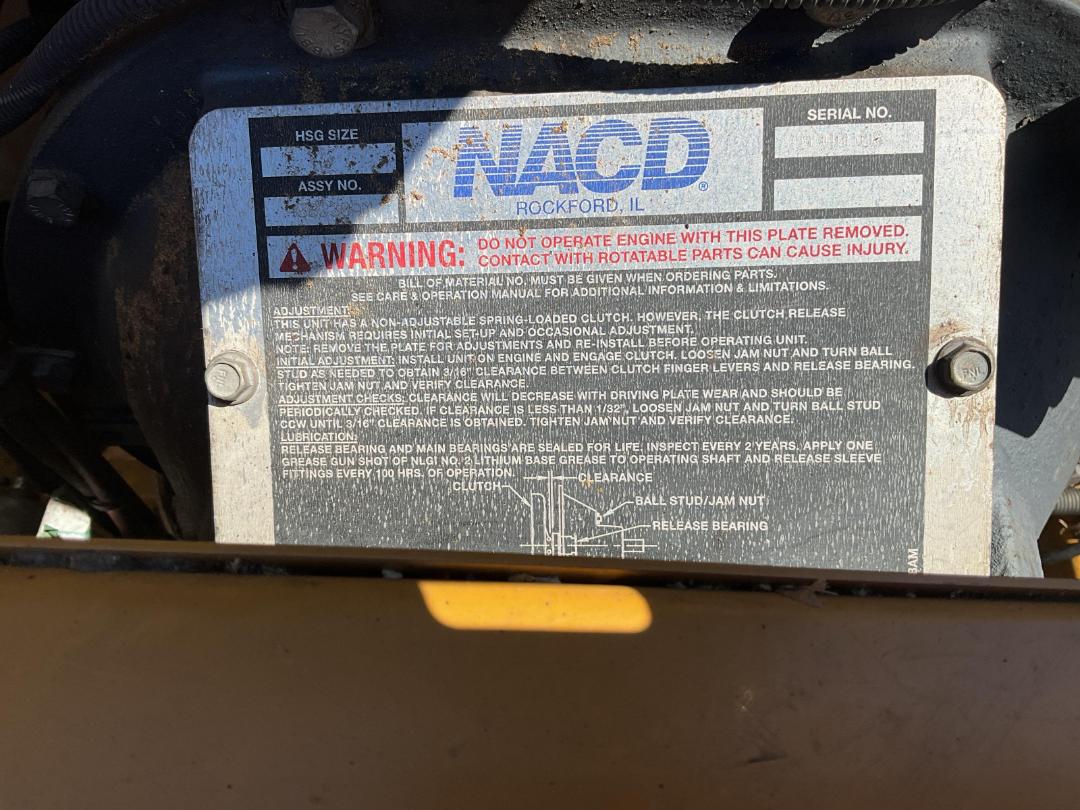 HSG SIZE
NACD®
SERIAL NO.
ASSY NO.
ROCKFORD, IL
WARNING: DO NOT OPERATE ENGINE WITH THIS PLATE REMOVED.
CONTACT WITH ROTATABLE PARTS CAN CAUSE INJURY.
BILL OF MATERIAL NO. MUST BE GIVEN WHEN ORDERING PARTS.
SEE CARE & OPERATION MANUAL FOR ADDITIONAL INFORMATION & LIMITATIONS.
ADJUSTMENT:
THIS UNIT HAS A NON-ADJUSTABLE SPRING-LOADED CLUTCH. HOWEVER, THE CLUTCH RELEASE
MECHANISM REQUIRES INITIAL SET-UP AND OCCASIONAL ADJUSTMENT.
NOTE: REMOVE THE PLATE FOR ADJUSTMENTS AND RE-INSTALL BEFORE OPERATING UNIT.
INITIAL ADJUSTMENT: INSTALL UNIT ON ENGINE AND ENGAGE CLUTCH. LOOSEN JAM NUT AND TURN BALL
STUD AS NEEDED TO OBTAIN 3/16" CLEARANCE BETWEEN CLUTCH FINGER LEVERS AND RELEASE BEARING.
TIGHTEN JAM NUT AND VERIFY CLEARANCE.
ADJUSTMENT CHECKS: CLEARANCE WILL DECREASE WITH DRIVING PLATE WEAR AND SHOULD BE
PERIODICALLY CHECKED. IF CLEARANCE IS LESS THAN 1/32", LOOSEN JAM NUT AND TURN BALL STUD
CCW UNTIL 3/16" CLEARANCE IS OBTAINED. TIGHTEN JAM NUT AND VERIFY CLEARANCE.
LUBRICATION:
RELEASE BEARING AND MAIN BEARINGS ARE SEALED FOR LIFE. INSPECT EVERY 2 YEARS. APPLY ONE
GREASE GUN SHOT OF NLGI NO. 2 LITHIUM BASE GREASE TO OPERATING SHAFT AND RELEASE SLEEVE
FITTINGS EVERY 100 HRS. OF OPERATION.
CLEARANCE
CLUTCH
BALL STUD/JAM NUT
RELEASE BEARING